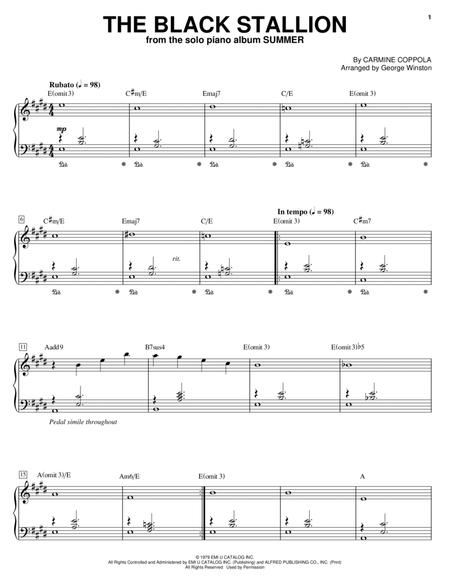 THE BLACK STALLION
1
from the solo piano album SUMMER
By CARMINE COPPOLA
Arranged by George Winston
Rubato (♩ = 98)
E(omit 3) C♯m/E Emaj7 C/E E(omit 3)
mp
6
In tempo (♩ = 98)
C♯m/E Emaj7 C/E E(omit 3) C♯m7
rit.
11
Aadd9 B7sus4 E(omit 3) E(omit 3)♭5
Pedal simile throughout
15
A(omit 3)/E Am6/E E(omit 3) A
© 1979 EMI U CATALOG INC.
All Rights Controlled and Administered by EMI U CATALOG INC. (Publishing) and ALFRED PUBLISHING CO., INC. (Print)
All Rights Reserved Used by Permission